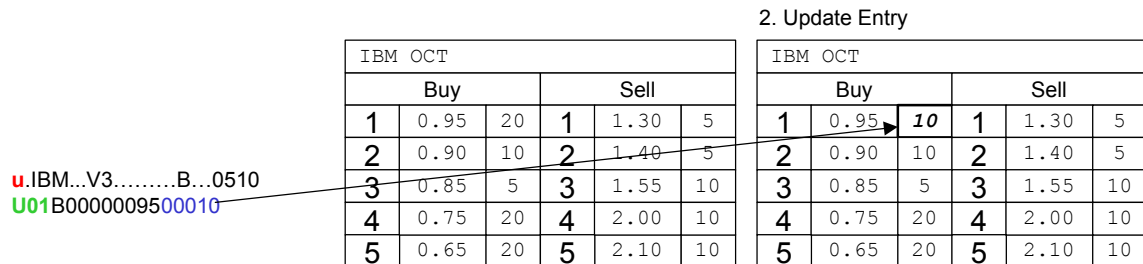 2. Update Entry
IBM OCT
Buy Sell
1 0.95 20 1 1.30 5
2 0.90 10 2 1.40 5
3 0.85 5 3 1.55 10
4 0.75 20 4 2.00 10
5 0.65 20 5 2.10 10
IBM OCT
Buy Sell
1 0.95 10 1 1.30 5
2 0.90 10 2 1.40 5
3 0.85 5 3 1.55 10
4 0.75 20 4 2.00 10
5 0.65 20 5 2.10 10
u.IBM...V3………B…0510
U01B0000009500010